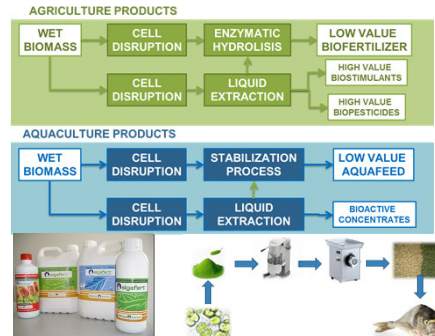 AGRICULTURE PRODUCTS
WET
BIOMASS
CELL
DISRUPTION
ENZYMATIC
HYDROLISIS
LOW VALUE
BIOFERTILIZER
CELL
DISRUPTION
LIQUID
EXTRACTION
HIGH VALUE
BIOSTIMULANTS
HIGH VALUE
BIOPESTICIDES
AQUACULTURE PRODUCTS
WET
BIOMASS
CELL
DISRUPTION
STABILIZATION
PROCESS
LOW VALUE
AQUAFEED
CELL
DISRUPTION
LIQUID
EXTRACTION
BIOACTIVE
CONCENTRATES
algafert
algafert